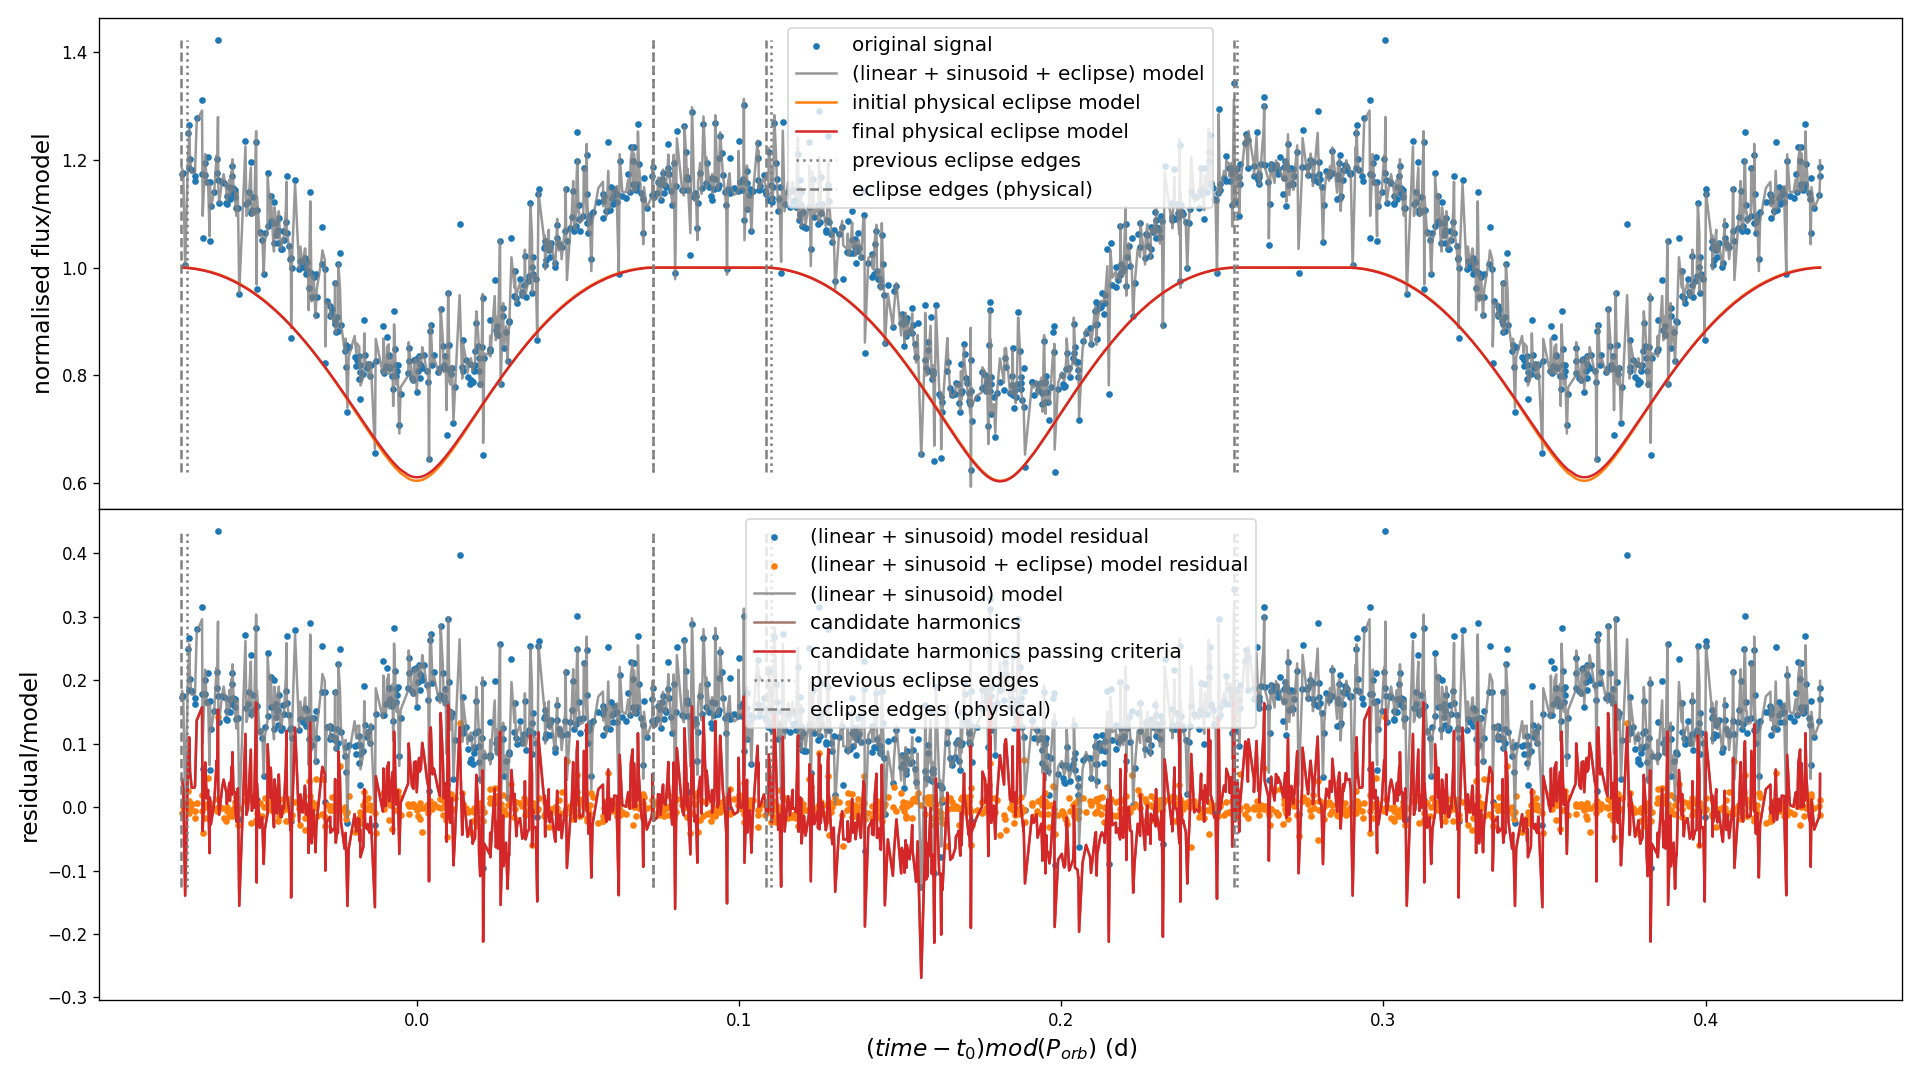 normalised flux/model
1.4
1.2
1.0
0.8
0.6
original signal
(linear + sinusoid + eclipse) model
initial physical eclipse model
final physical eclipse model
previous eclipse edges
eclipse edges (physical)
residual/model
0.4
0.3
0.2
0.1
0.0
−0.1
−0.2
−0.3
(linear + sinusoid) model residual
(linear + sinusoid + eclipse) model residual
(linear + sinusoid) model
candidate harmonics
candidate harmonics passing criteria
previous eclipse edges
eclipse edges (physical)
0.0 0.1 0.2 0.3 0.4
(time − t₀)mod(P_orb) (d)